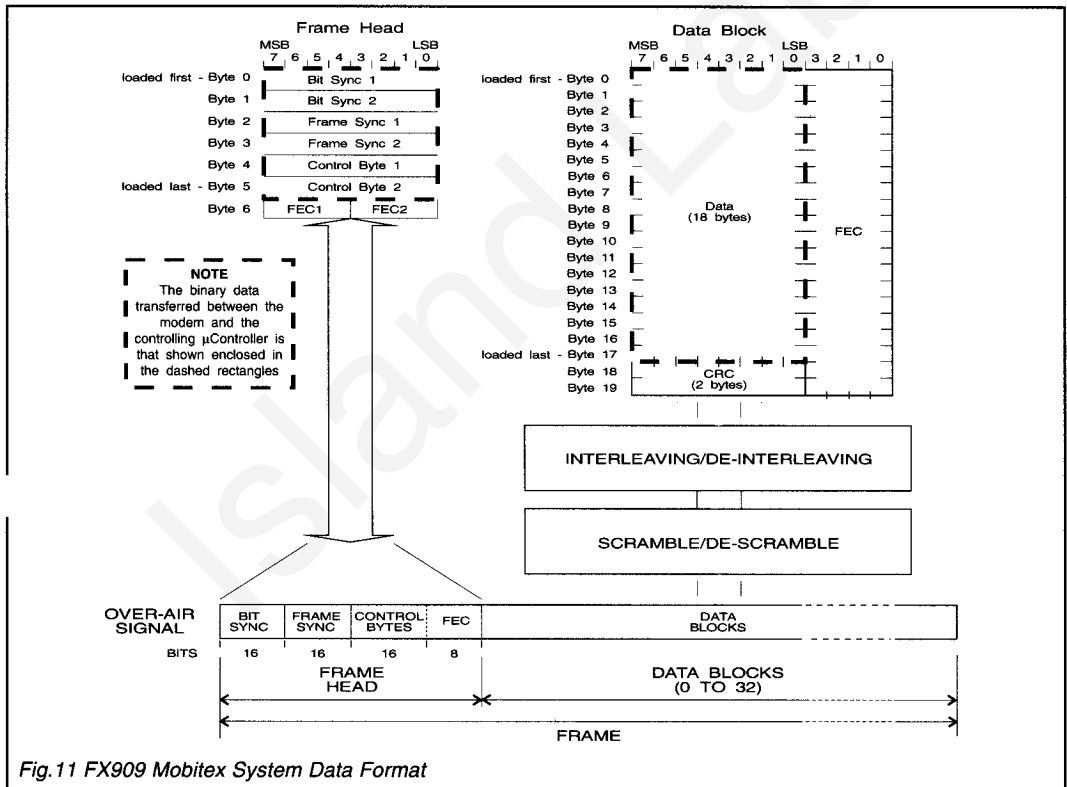 Frame Head
MSB LSB
7 6 5 4 3 2 1 0
loaded first - Byte 0 Bit Sync 1
Byte 1 Bit Sync 2
Byte 2 Frame Sync 1
Byte 3 Frame Sync 2
Byte 4 Control Byte 1
loaded last - Byte 5 Control Byte 2
Byte 6 FEC1 FEC2
NOTE
The binary data
transferred between the
modem and the
controlling µController is
that shown enclosed in
the dashed rectangles
Data Block
MSB LSB
7 6 5 4 3 2 1 0 3 2 1 0
loaded first - Byte 0
Byte 1
Byte 2
Byte 3
Byte 4
Byte 5
Byte 6
Byte 7
Byte 8
Byte 9
Byte 10
Byte 11
Byte 12
Byte 13
Byte 14
Byte 15
Byte 16
loaded last - Byte 17
Byte 18
Byte 19
Data
(18 bytes)
FEC
CRC
(2 bytes)
INTERLEAVING/DE-INTERLEAVING
SCRAMBLE/DE-SCRAMBLE
OVER-AIR
SIGNAL
BIT
SYNC
FRAME
SYNC
CONTROL
BYTES
FEC
DATA
BLOCKS
BITS 16 16 16 8
FRAME
HEAD
DATA BLOCKS
(0 TO 32)
FRAME
Fig.11 FX909 Mobitex System Data Format
Island Lab